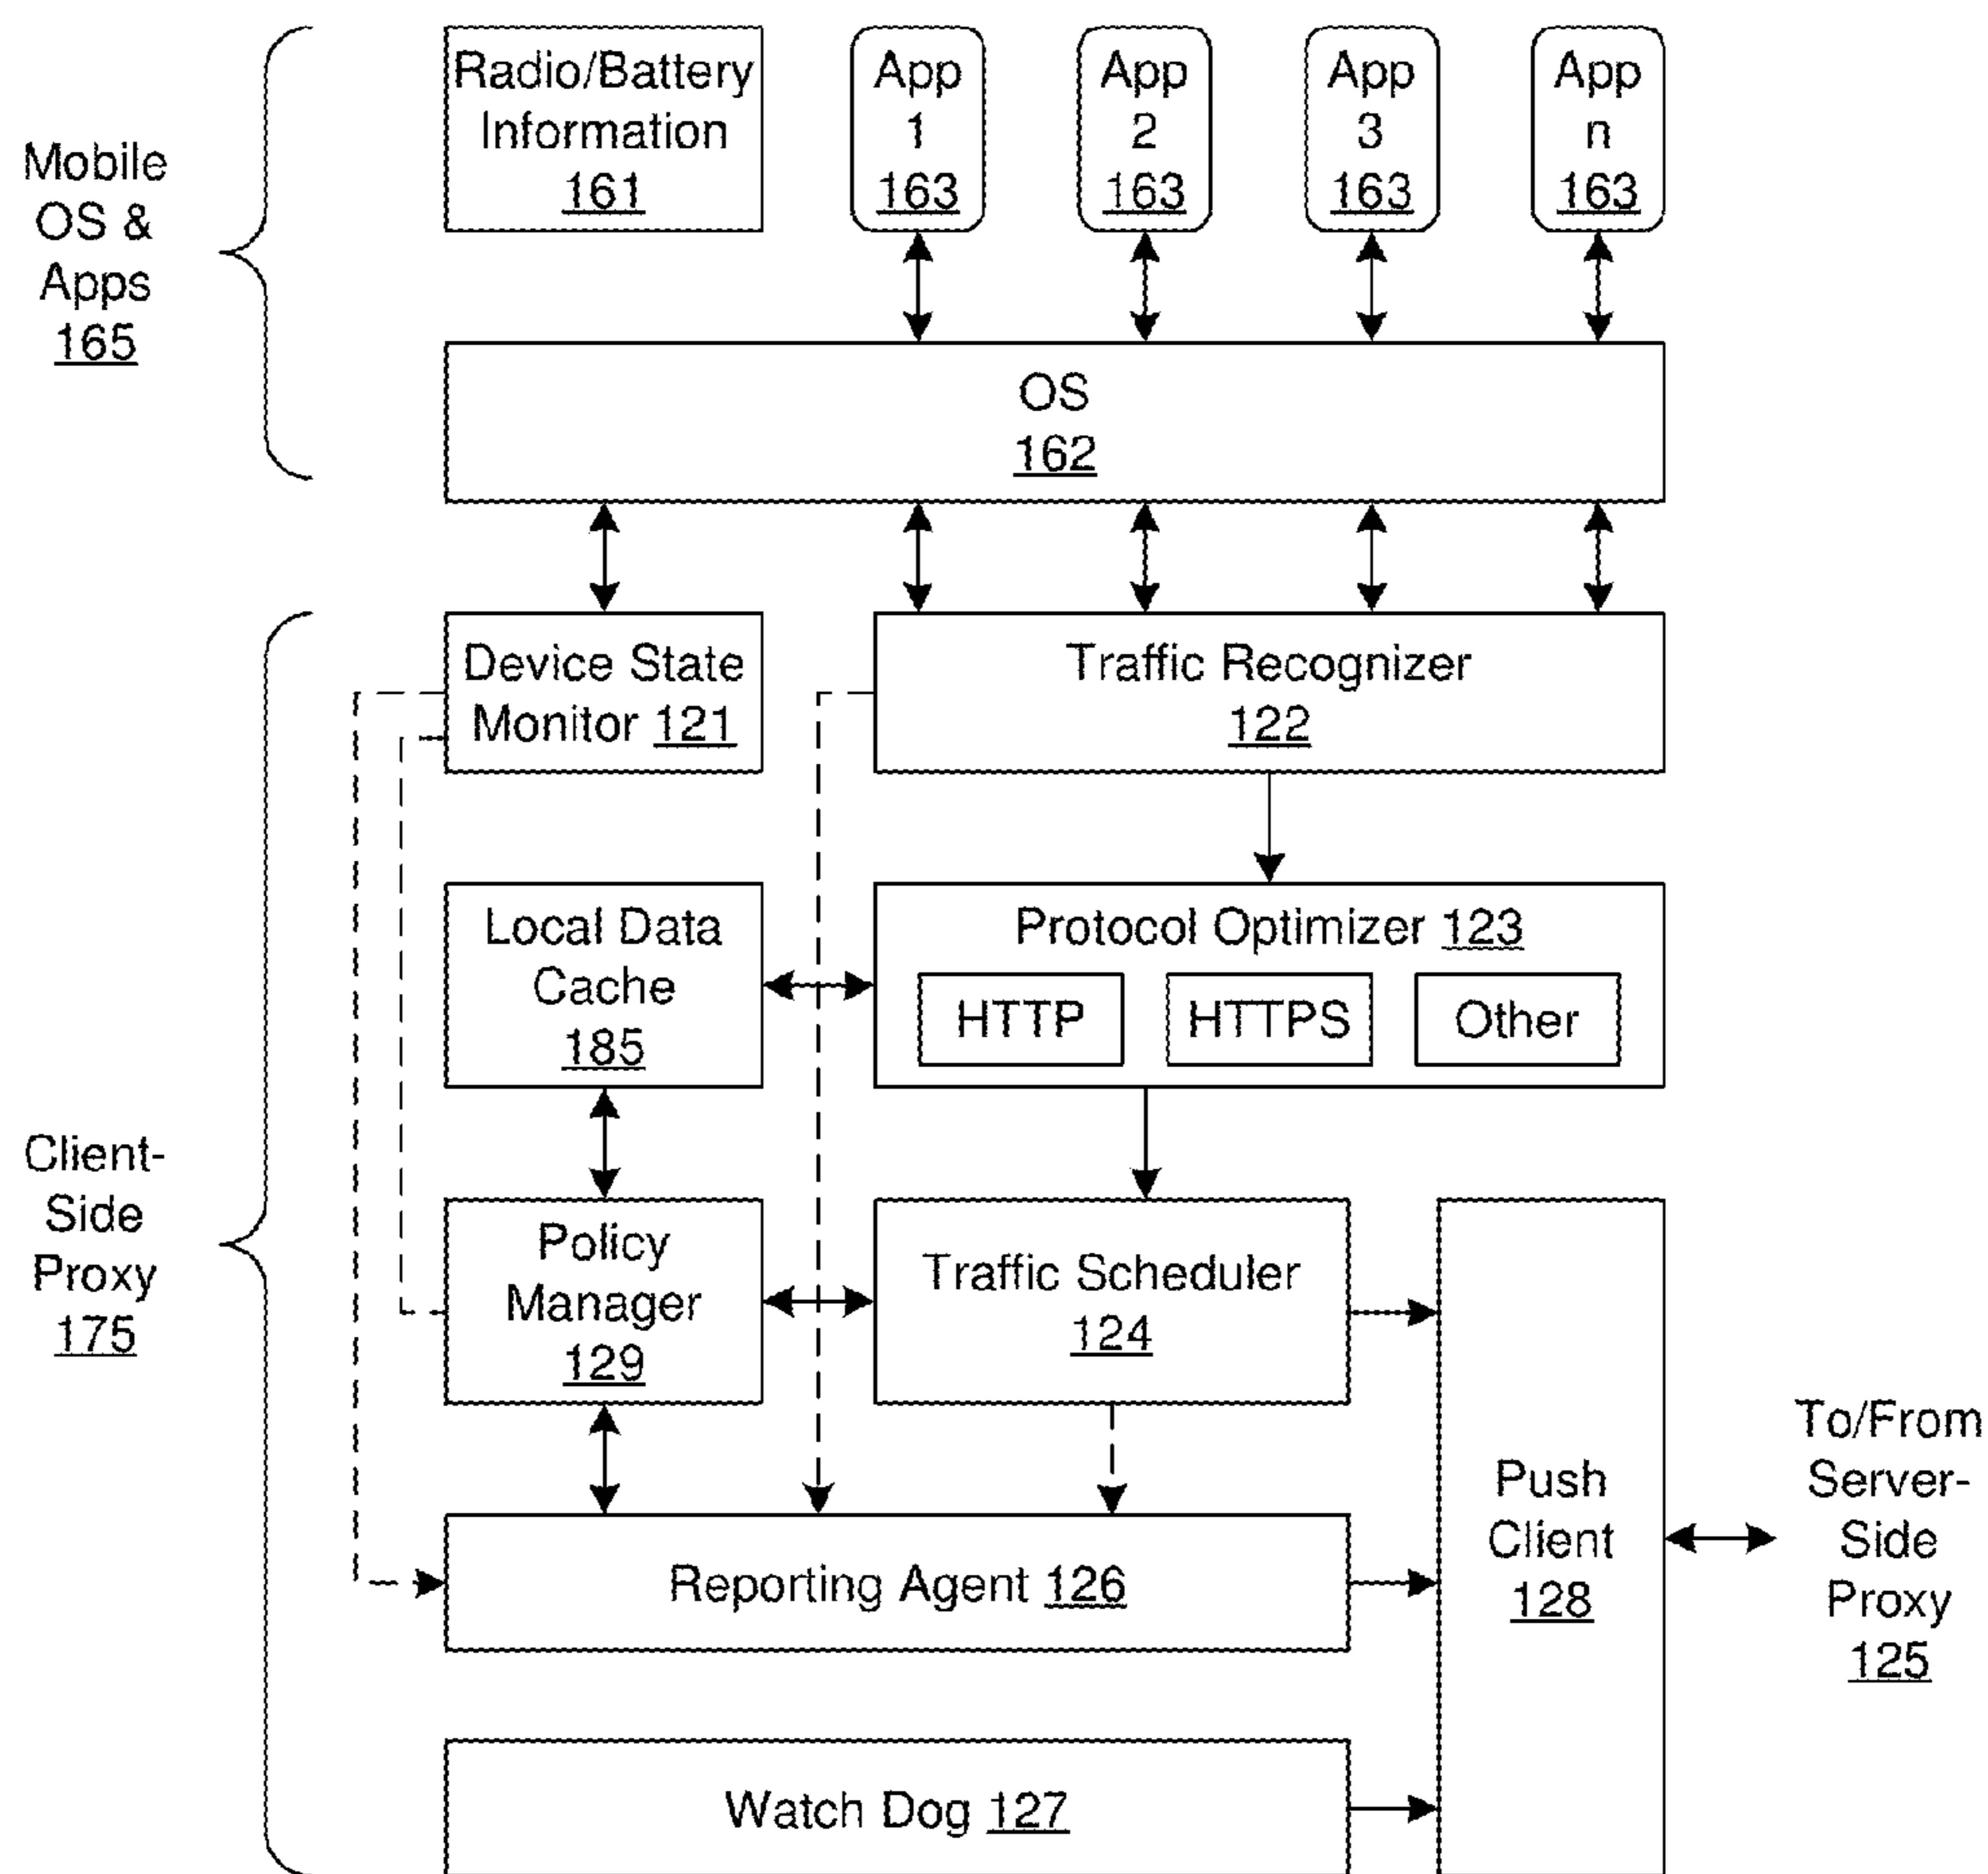 Mobile
OS &
Apps
165
Radio/Battery
Information
161
App
1
163
App
2
163
App
3
163
App
n
163
OS
162
Client-
Side
Proxy
175
Device State
Monitor 121
Traffic Recognizer
122
Local Data
Cache
185
Protocol Optimizer 123
HTTP
HTTPS
Other
Policy
Manager
129
Traffic Scheduler
124
Reporting Agent 126
Watch Dog 127
Push
Client
128
To/From
Server-
Side
Proxy
125